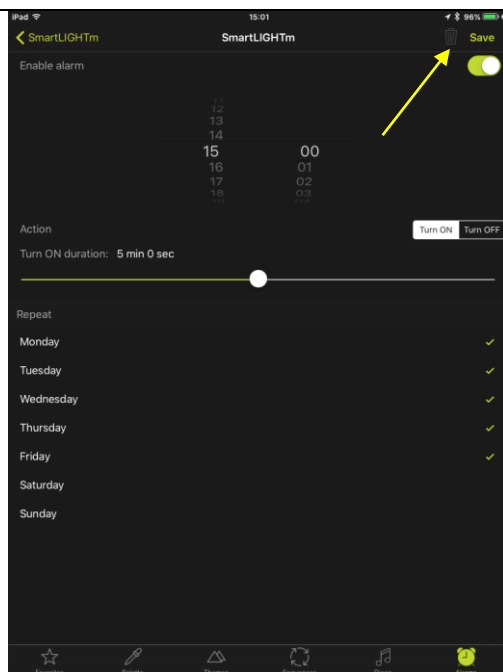 iPad 15:01 96%
SmartLIGHTm SmartLIGHTm Save
Enable alarm
12
13
14
15 00
16 01
17 02
18 03
Action Turn ON Turn OFF
Turn ON duration: 5 min 0 sec
Repeat
Monday
Tuesday
Wednesday
Thursday
Friday
Saturday
Sunday